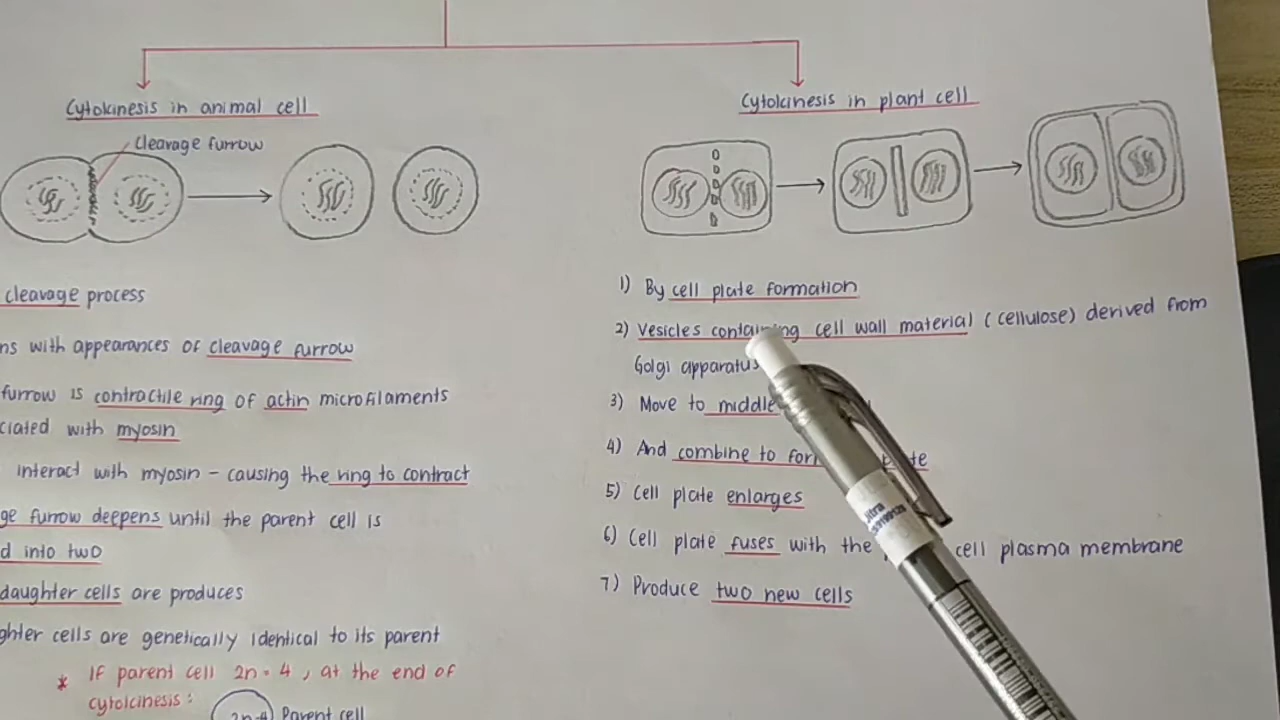 Cytokinesis in animal cell
Cleavage furrow
cleavage process
ns with appearances of cleavage furrow
furrow is contractile ring of actin microfilaments
ciated with myosin
interact with myosin - causing the ring to contract
ge furrow deepens until the parent cell is
d into two
daughter cells are produces
ghter cells are genetically identical to its parent
* If parent cell 2n = 4 , at the end of
cytokinesis :
Parent cell
Cytokinesis in plant cell
1) By cell plate formation
2) Vesicles containing cell wall material (cellulose) derived from
Golgi apparatus
3) Move to middle
4) And combine to for te
5) Cell plate enlarges
6) Cell plate fuses with the cell plasma membrane
7) Produce two new cells